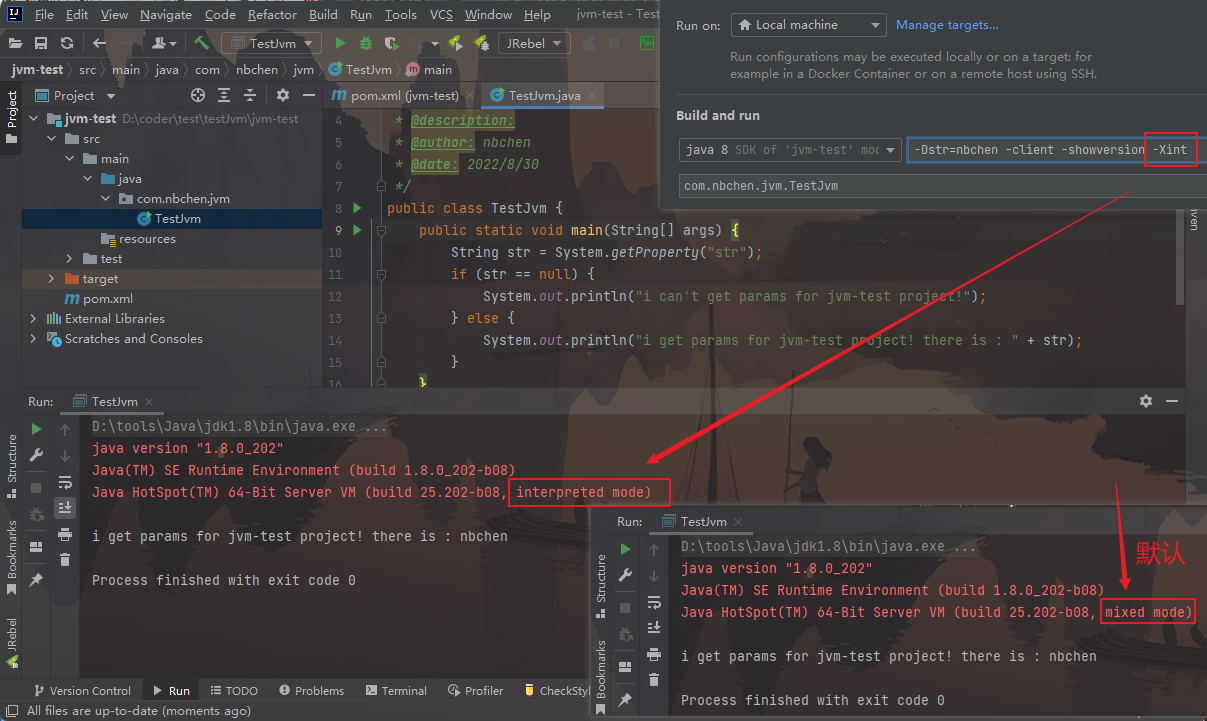 File Edit View Navigate Code Refactor Build Run Tools VCS Window Help jvm-test - Test
TestJvm JRebel
jvm-test src main java com nbchen jvm TestJvm main
Project
pom.xml (jvm-test)
TestJvm.java
Project
jvm-test D:\coder\test\testJvm\jvm-test
src
main
java
com.nbchen.jvm
TestJvm
resources
test
target
pom.xml
External Libraries
Scratches and Consoles
4 * @description:
5 * @author: nbchen
6 * @date: 2022/8/30
7 */
8 public class TestJvm {
9 public static void main(String[] args) {
10 String str = System.getProperty("str");
11 if (str == null) {
12 System.out.println("i can't get params for jvm-test project!");
13 } else {
14 System.out.println("i get params for jvm-test project! there is : " + str);
15 }
16 }
Run on: Local machine Manage targets...
Run configurations may be executed locally or on a target: for
example in a Docker Container or on a remote host using SSH.
Build and run
java 8 SDK of 'jvm-test' moc
-Dstr=nbchen -client -showversion -Xint
com.nbchen.jvm.TestJvm
ven
Run: TestJvm
D:\tools\Java\jdk1.8\bin\java.exe ...
java version "1.8.0_202"
Java(TM) SE Runtime Environment (build 1.8.0_202-b08)
Java HotSpot(TM) 64-Bit Server VM (build 25.202-b08, interpreted mode)
i get params for jvm-test project! there is : nbchen
Process finished with exit code 0
Structure
Bookmarks
JRebel
Run: TestJvm
D:\tools\Java\jdk1.8\bin\java.exe ...
java version "1.8.0_202"
Java(TM) SE Runtime Environment (build 1.8.0_202-b08)
Java HotSpot(TM) 64-Bit Server VM (build 25.202-b08, mixed mode)
默认
i get params for jvm-test project! there is : nbchen
Process finished with exit code 0
Structure
Bookmarks
Version Control Run TODO Problems Terminal Profiler CheckStyl
All files are up-to-date (moments ago)